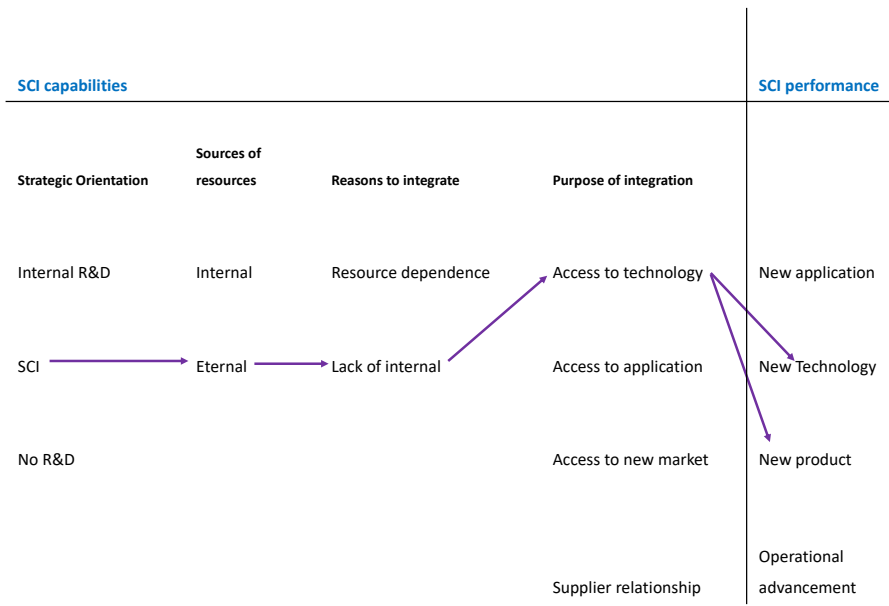 SCI capabilities SCI performance
Sources of
Strategic Orientation resources Reasons to integrate Purpose of integration
Internal R&D Internal Resource dependence Access to technology New application
SCI Eternal Lack of internal Access to application New Technology
No R&D Access to new market New product
Operational
Supplier relationship advancement